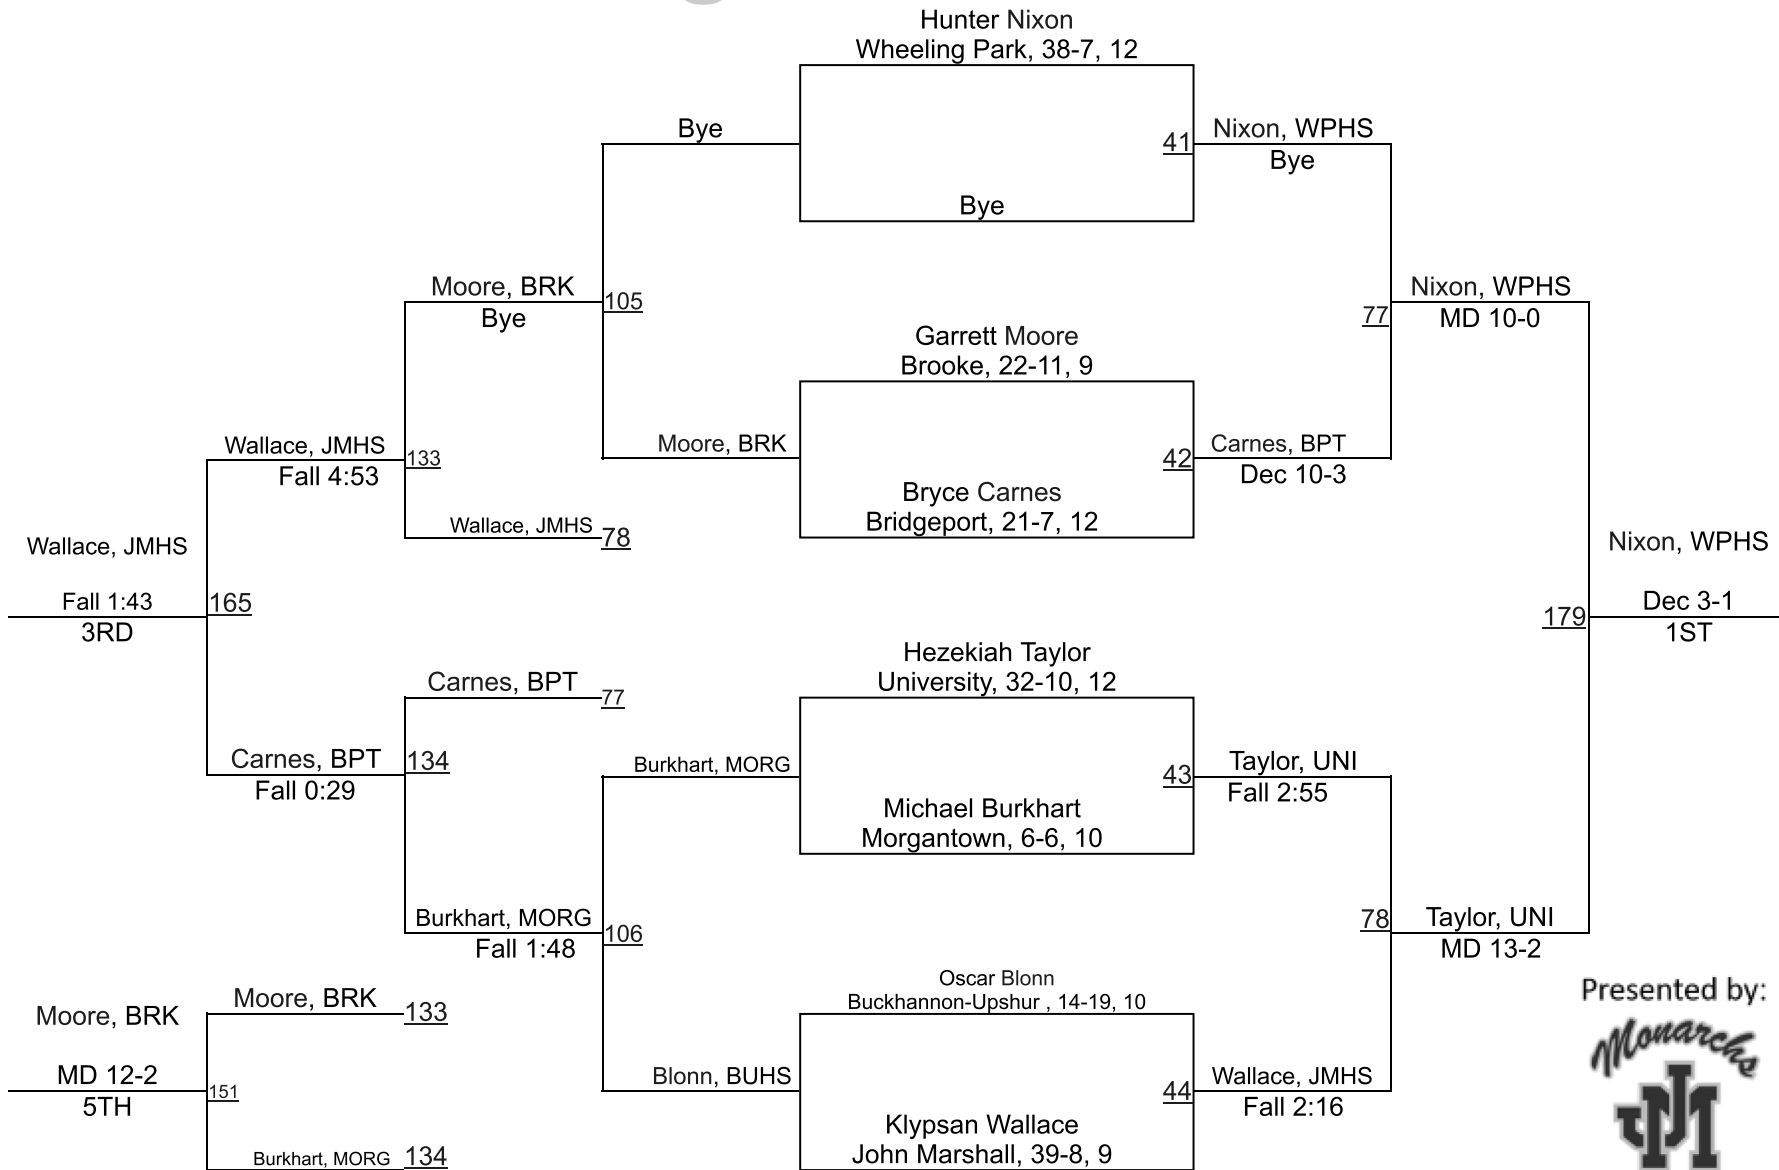 Hunter Nixon
Wheeling Park, 38-7, 12
Bye
41
Nixon, WPHS
Bye
Bye
Moore, BRK
Bye
105
Nixon, WPHS
MD 10-0
77
Garrett Moore
Brooke, 22-11, 9
Wallace, JMHS
Fall 4:53
133
Moore, BRK
42
Carnes, BPT
Dec 10-3
Bryce Carnes
Bridgeport, 21-7, 12
Wallace, JMHS
78
Wallace, JMHS
Fall 1:43
3RD
165
Nixon, WPHS
Dec 3-1
1ST
179
Hezekiah Taylor
University, 32-10, 12
Carnes, BPT
77
Carnes, BPT
Fall 0:29
134
Burkhart, MORG
43
Taylor, UNI
Fall 2:55
Michael Burkhart
Morgantown, 6-6, 10
Burkhart, MORG
Fall 1:48
106
78
Taylor, UNI
MD 13-2
Oscar Blonn
Buckhannon-Upshur , 14-19, 10
Moore, BRK
133
Moore, BRK
MD 12-2
5TH
151
Blonn, BUHS
44
Wallace, JMHS
Fall 2:16
Klypsan Wallace
John Marshall, 39-8, 9
Burkhart, MORG
134
Presented by:
Monarchs
JM